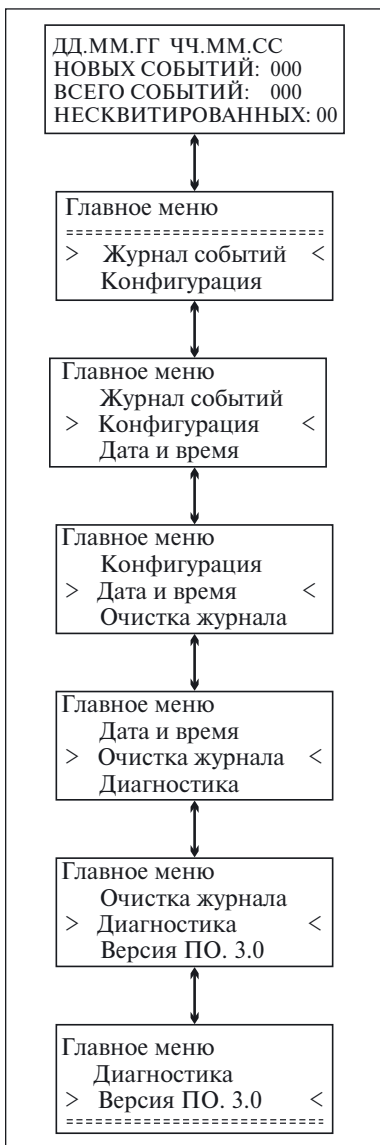 ДД.ММ.ГГ ЧЧ.ММ.СС
НОВЫХ СОБЫТИЙ: 000
ВСЕГО СОБЫТИЙ: 000
НЕСКВИТИРОВАННЫХ: 00
Главное меню
============================
> Журнал событий <
Конфигурация
Главное меню
Журнал событий
> Конфигурация <
Дата и время
Главное меню
Конфигурация
> Дата и время <
Очистка журнала
Главное меню
Дата и время
> Очистка журнала <
Диагностика
Главное меню
Очистка журнала
> Диагностика <
Версия ПО. 3.0
Главное меню
Диагностика
> Версия ПО. 3.0 <
============================